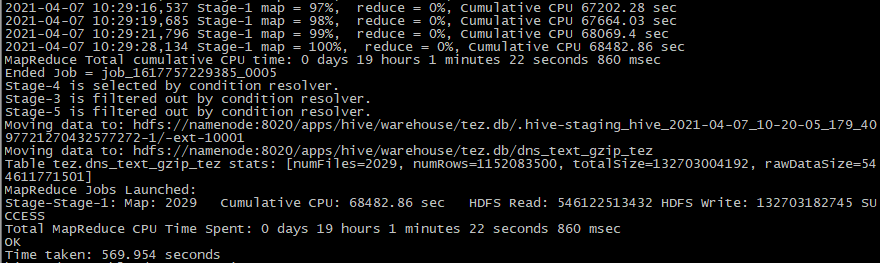 2021-04-07 10:29:16,537 Stage-1 map = 97%,  reduce = 0%, Cumulative CPU 67202.28 sec
2021-04-07 10:29:19,685 Stage-1 map = 98%,  reduce = 0%, Cumulative CPU 67664.03 sec
2021-04-07 10:29:21,796 Stage-1 map = 99%,  reduce = 0%, Cumulative CPU 68069.4 sec
2021-04-07 10:29:28,134 Stage-1 map = 100%,  reduce = 0%, Cumulative CPU 68482.86 sec
MapReduce Total cumulative CPU time: 0 days 19 hours 1 minutes 22 seconds 860 msec
Ended Job = job_1617757229385_0005
Stage-4 is selected by condition resolver.
Stage-3 is filtered out by condition resolver.
Stage-5 is filtered out by condition resolver.
Moving data to: hdfs://namenode:8020/apps/hive/warehouse/tez.db/.hive-staging_hive_2021-04-07_10-20-05_179_40
97721270432577272-1/-ext-10001
Moving data to: hdfs://namenode:8020/apps/hive/warehouse/tez.db/dns_text_gzip_tez
Table tez.dns_text_gzip_tez stats: [numFiles=2029, numRows=1152083500, totalSize=132703004192, rawDataSize=54
4611771501]
MapReduce Jobs Launched:
Stage-Stage-1: Map: 2029   Cumulative CPU: 68482.86 sec   HDFS Read: 546122513432 HDFS Write: 132703182745 SU
CCESS
Total MapReduce CPU Time Spent: 0 days 19 hours 1 minutes 22 seconds 860 msec
OK
Time taken: 569.954 seconds